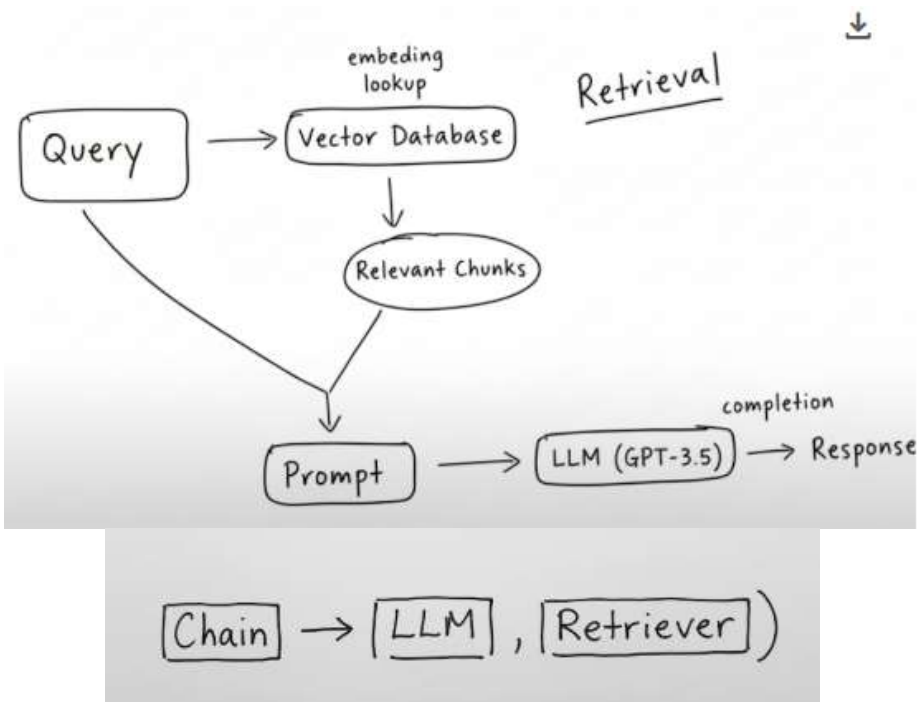 embeding
lookup
Retrieval
Query
Vector Database
Relevant Chunks
completion
Prompt
LLM (GPT-3.5)
Response
Chain → (LLM, Retriever)